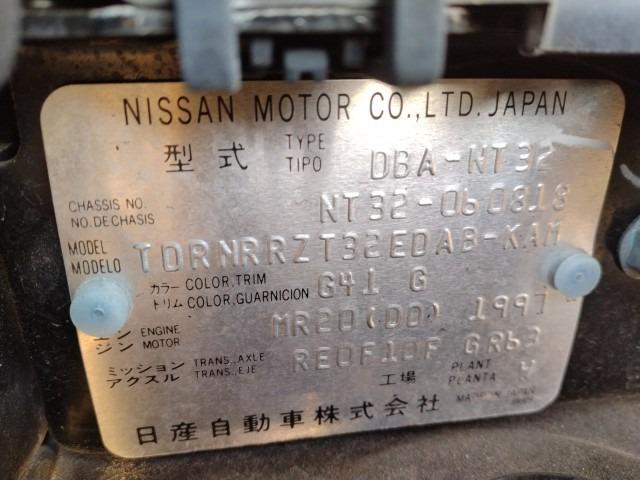 NISSAN MOTOR CO.,LTD. JAPAN
型式 TYPE TIPO DBA-NT32
CHASSIS NO. NO. DE CHASIS NT32-060818
MODEL MODELO TDRNRRZT32EDAB-KAM
カラー COLOR,TRIM トリム COLOR,GUARNICION G41 G
ENGINE ジン MOTOR MR20(DD) 1997
ミッション TRANS.,AXLE アクスル TRANS.,EJE RE0F10F GR63
工場 PLANT PLANTA
日産自動車株式会社